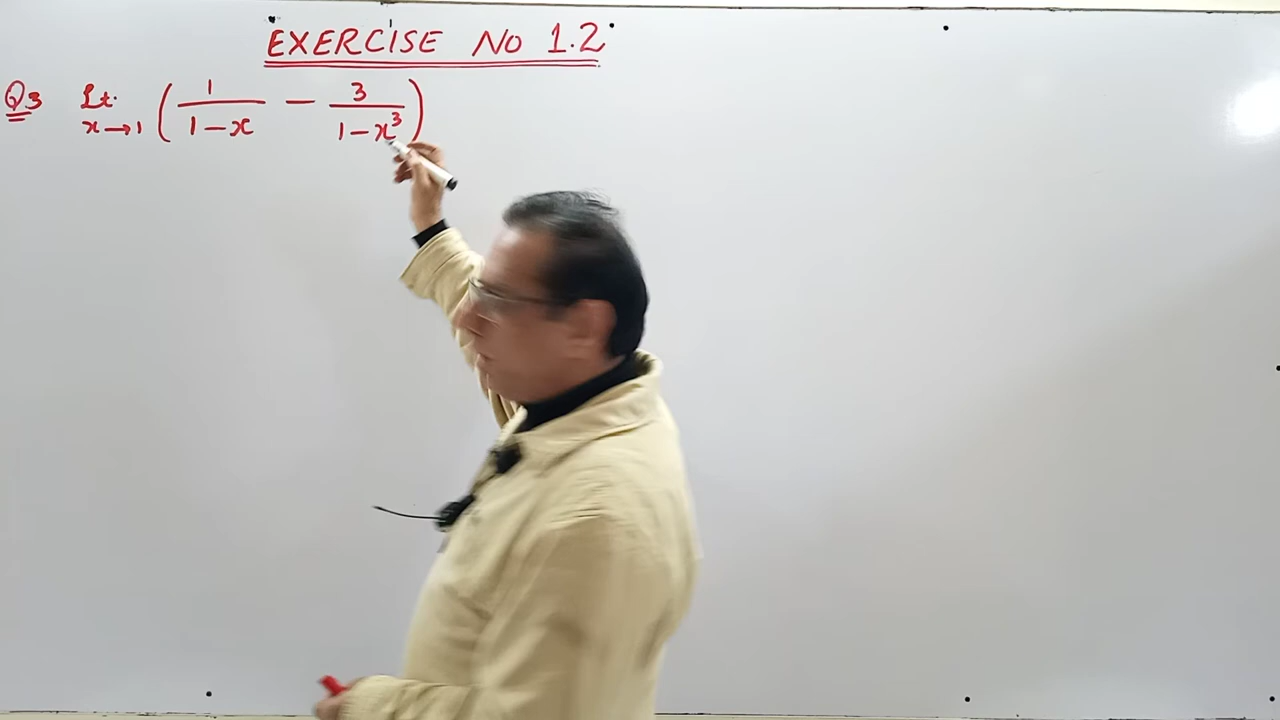 EXERCISE NO 1.2
Q3 Lt. x→1 ( 1/(1-x) - 3/(1-x³) )